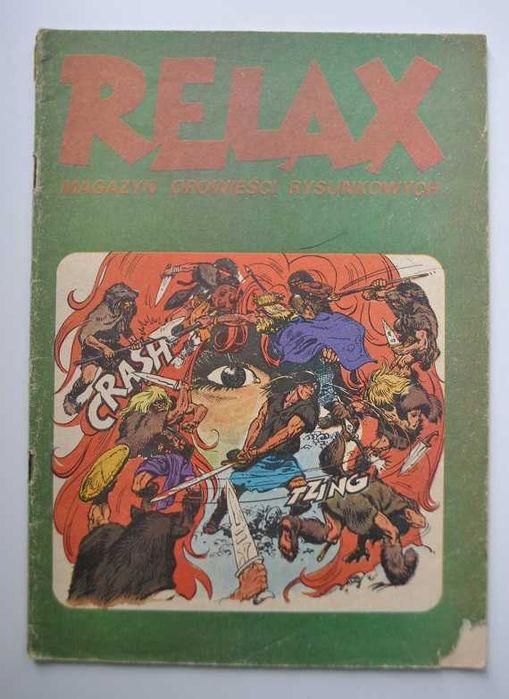 RELAX
MAGAZYN OPOWIEŚCI RYSUNKOWYCH
CRASH!
TZING